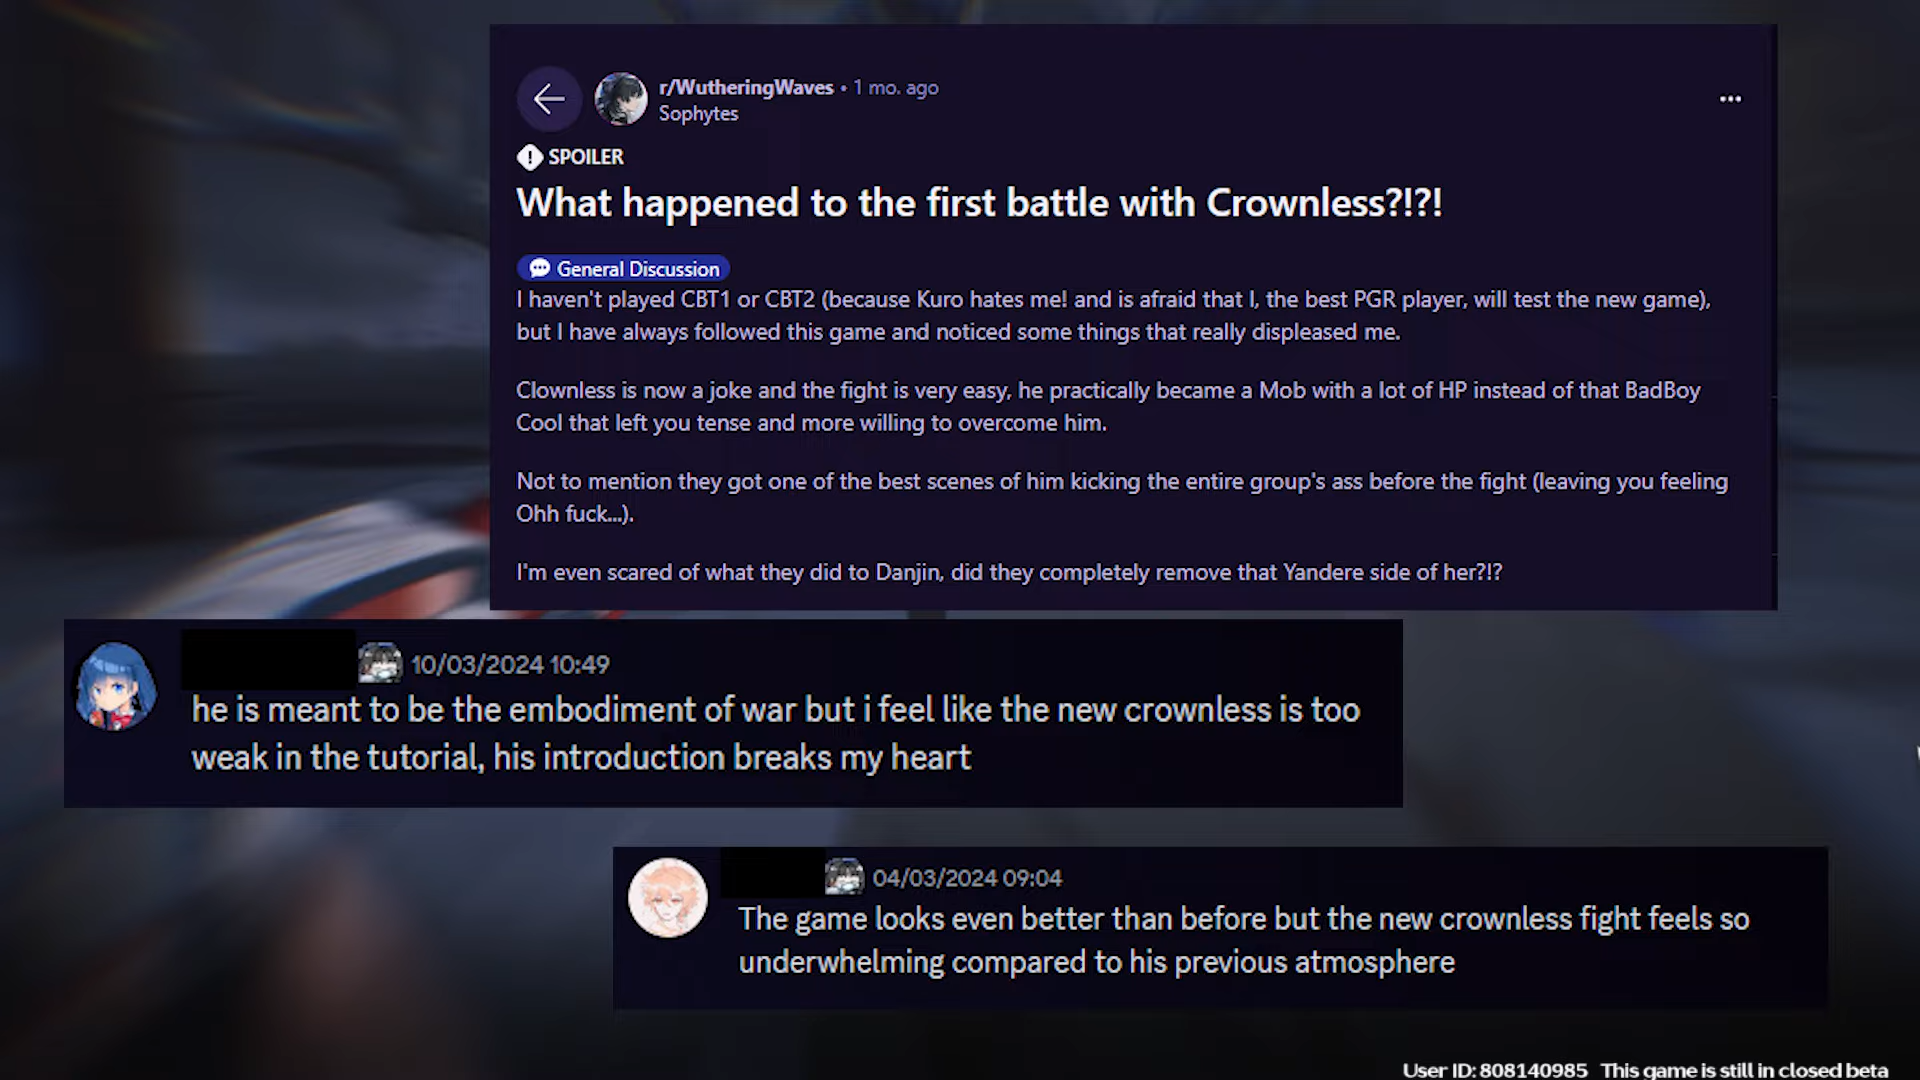 r/WutheringWaves • 1 mo. ago
Sophytes
SPOILER
What happened to the first battle with Crownless?!?!
General Discussion
I haven't played CBT1 or CBT2 (because Kuro hates me! and is afraid that I, the best PGR player, will test the new game),
but I have always followed this game and noticed some things that really displeased me.
Clownless is now a joke and the fight is very easy, he practically became a Mob with a lot of HP instead of that BadBoy
Cool that left you tense and more willing to overcome him.
Not to mention they got one of the best scenes of him kicking the entire group's ass before the fight (leaving you feeling
Ohh fuck...).
I'm even scared of what they did to Danjin, did they completely remove that Yandere side of her?!?
10/03/2024 10:49
he is meant to be the embodiment of war but i feel like the new crownless is too
weak in the tutorial, his introduction breaks my heart
04/03/2024 09:04
The game looks even better than before but the new crownless fight feels so
underwhelming compared to his previous atmosphere
User ID: 808140985 This game is still in closed beta